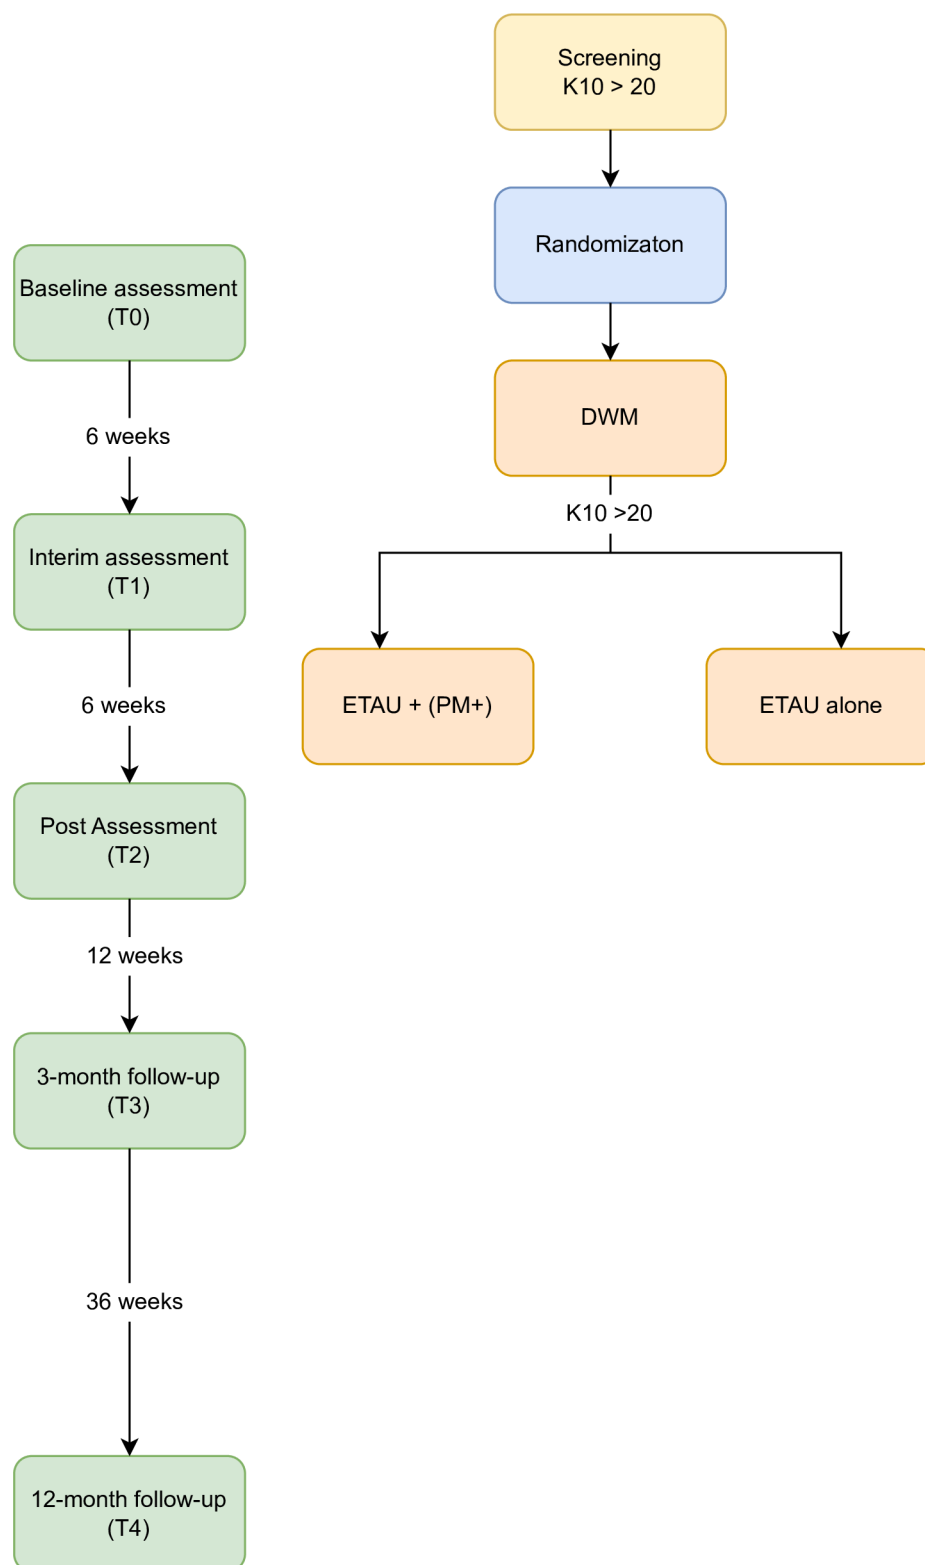 Screening
K10 > 20
Randomizaton
Baseline assessment
(T0)
DWM
6 weeks
K10 >20
Interim assessment
(T1)
ETAU + (PM+)
ETAU alone
6 weeks
Post Assessment
(T2)
12 weeks
3-month follow-up
(T3)
36 weeks
12-month follow-up
(T4)